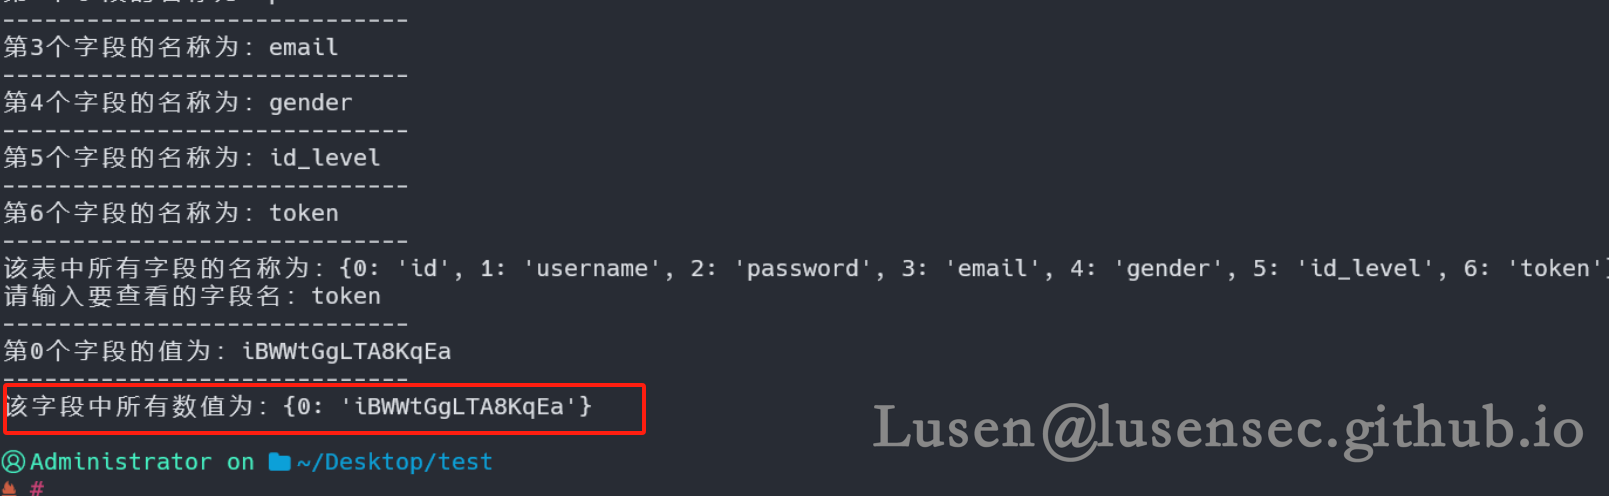 -----------------------------
第3个字段的名称为：email
-----------------------------
第4个字段的名称为：gender
-----------------------------
第5个字段的名称为：id_level
-----------------------------
第6个字段的名称为：token
-----------------------------
该表中所有字段的名称为：{0: 'id', 1: 'username', 2: 'password', 3: 'email', 4: 'gender', 5: 'id_level', 6: 'token'}
请输入要查看的字段名：token
-----------------------------
第0个字段的值为：iBWWtGgLTA8KqEa
-----------------------------
该字段中所有数值为：{0: 'iBWWtGgLTA8KqEa'}
Lusen@lusensec.github.io
Administrator on ~/Desktop/test
#